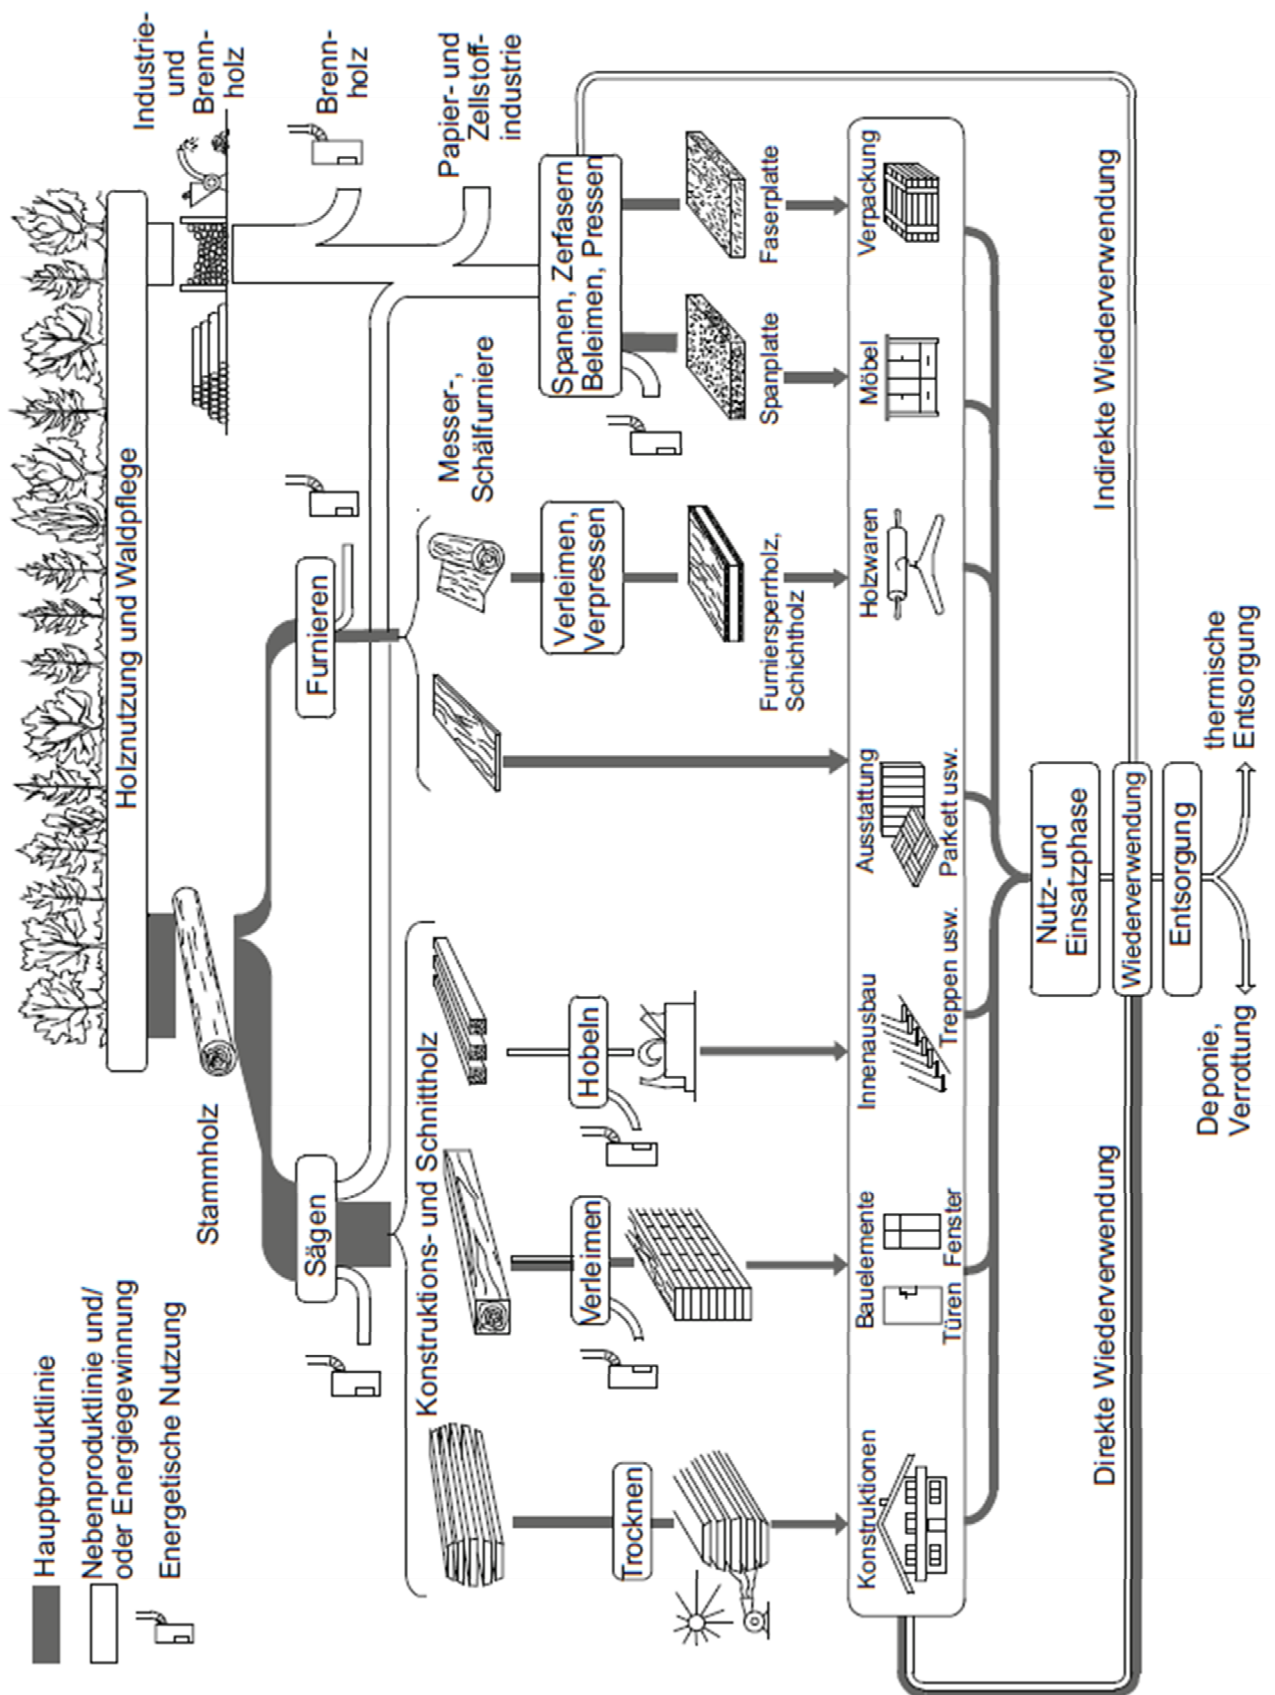 Hauptproduktlinie
Nebenproduktlinie und/
oder Energiegewinnung
Energetische Nutzung
Holznutzung und Waldpflege
Stammholz
Industrie-
und
Brenn-
holz
Sägen
Furnieren
Brenn-
holz
Konstruktions- und Schnittholz
Messer-,
Schälfurniere
Papier- und
Zellstoff-
industrie
Trocknen
Verleimen
Hobeln
Verleimen,
Verpressen
Spanen, Zerfasern
Beleimen, Pressen
Furniersperrholz,
Schichtholz
Spanplatte
Faserplatte
Konstruktionen
Bauelemente
Türen Fenster
Innenausbau
Treppen usw.
Ausstattung
Parkett usw.
Holzwaren
Möbel
Verpackung
Nutz- und
Einsatzphase
Direkte Wiederverwendung
Wiederverwendung
Indirekte Wiederverwendung
Entsorgung
Deponie,
Verrottung
thermische
Entsorgung